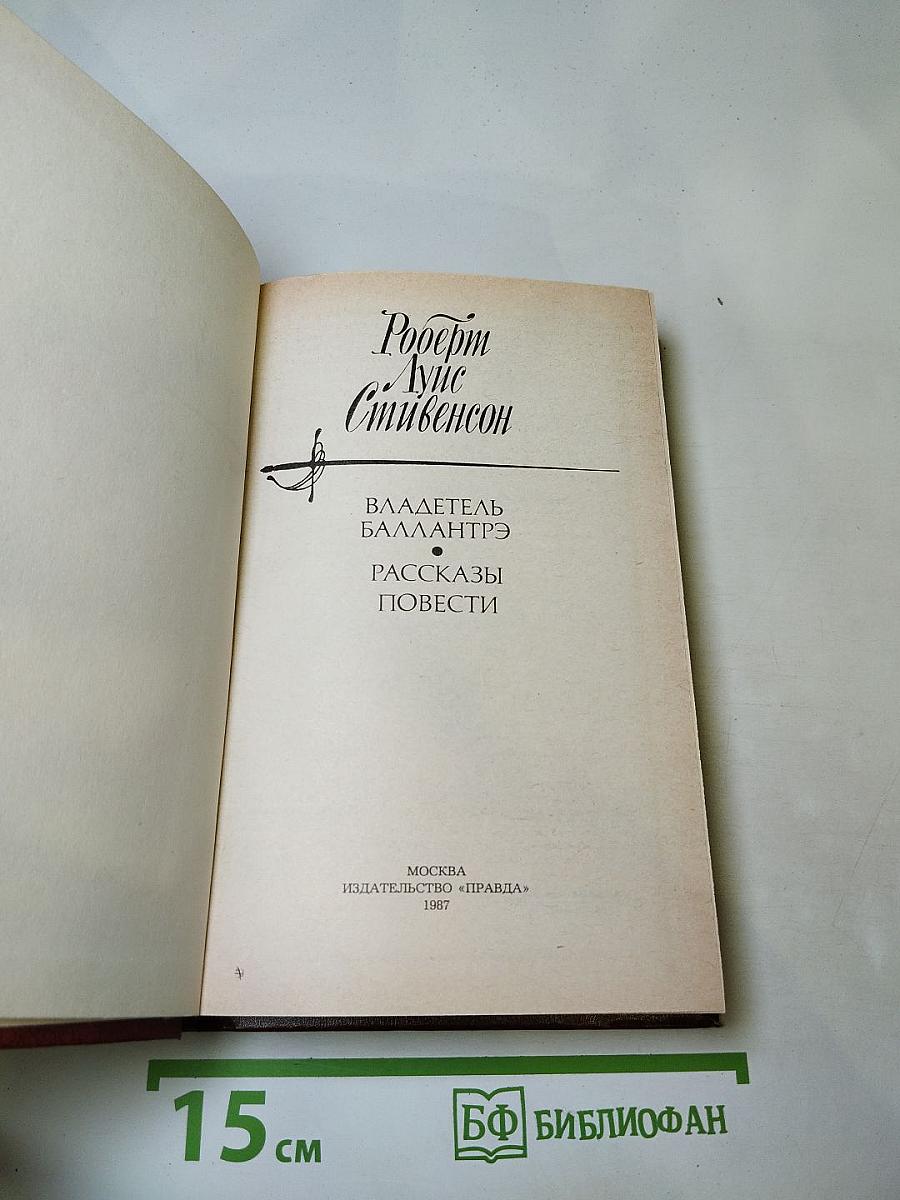 Роберт
Луис
Стивенсон
ВЛАДЕТЕЛЬ
БАЛЛАНТРЭ
•
РАССКАЗЫ
ПОВЕСТИ
МОСКВА
ИЗДАТЕЛЬСТВО «ПРАВДА»
1987
15 см
БФ БИБЛИОФАН